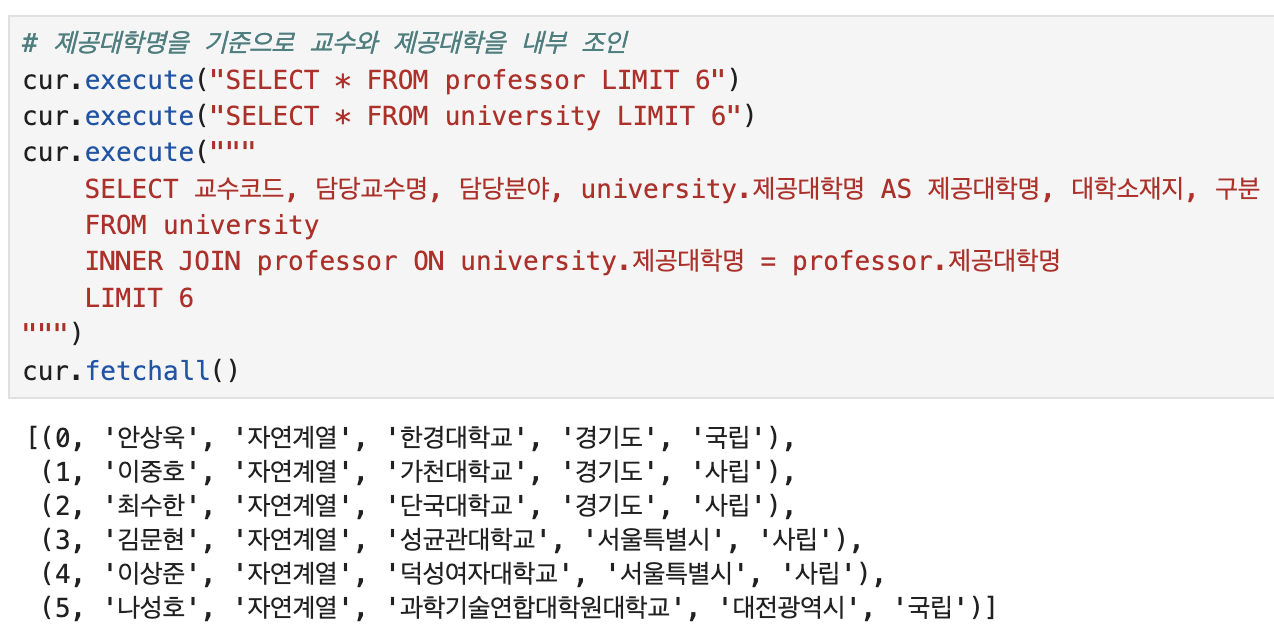 # 제공대학명을 기준으로 교수와 제공대학을 내부 조인
cur.execute("SELECT * FROM professor LIMIT 6")
cur.execute("SELECT * FROM university LIMIT 6")
cur.execute("""
    SELECT 교수코드, 담당교수명, 담당분야, university.제공대학명 AS 제공대학명, 대학소재지, 구분
    FROM university
    INNER JOIN professor ON university.제공대학명 = professor.제공대학명
    LIMIT 6
""")
cur.fetchall()
[(0, '안상욱', '자연계열', '한경대학교', '경기도', '국립'),
 (1, '이중호', '자연계열', '가천대학교', '경기도', '사립'),
 (2, '최수한', '자연계열', '단국대학교', '경기도', '사립'),
 (3, '김문현', '자연계열', '성균관대학교', '서울특별시', '사립'),
 (4, '이상준', '자연계열', '덕성여자대학교', '서울특별시', '사립'),
 (5, '나성호', '자연계열', '과학기술연합대학원대학교', '대전광역시', '국립')]